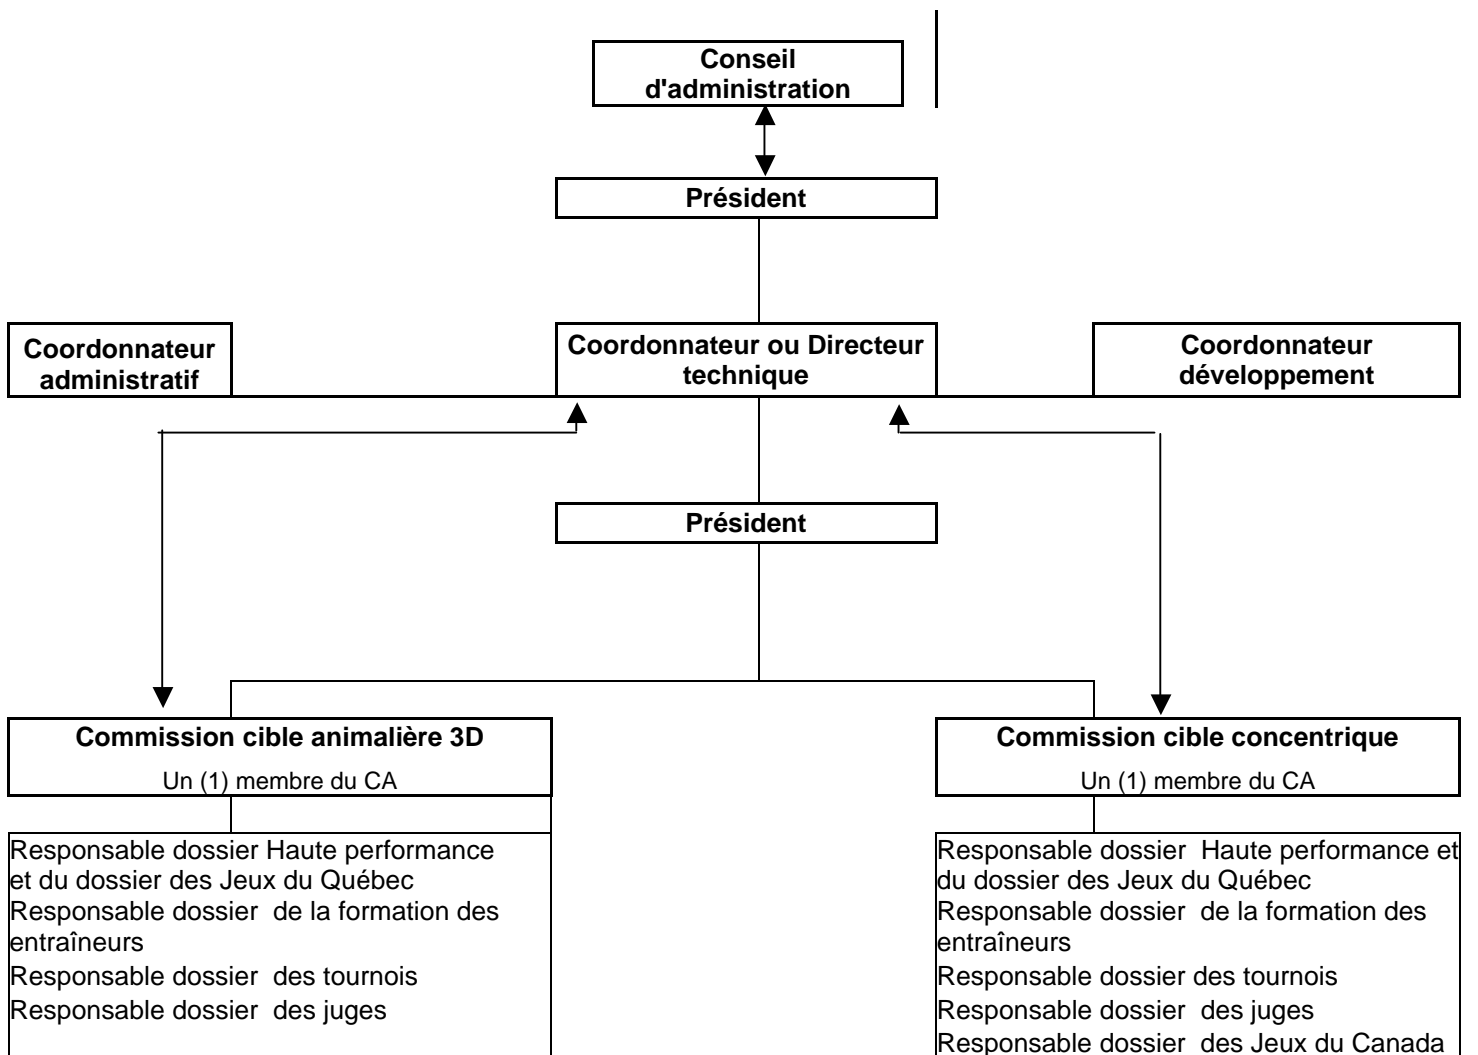 Conseil
d'administration
Président
Coordonnateur
administratif
Coordonnateur ou Directeur
technique
Coordonnateur
développement
Président
Commission cible animalière 3D
Un (1) membre du CA
Responsable dossier Haute performance
et du dossier des Jeux du Québec
Responsable dossier  de la formation des
entraîneurs
Responsable dossier  des tournois
Responsable dossier  des juges
Commission cible concentrique
Un (1) membre du CA
Responsable dossier  Haute performance et
du dossier des Jeux du Québec
Responsable dossier  de la formation des
entraîneurs
Responsable dossier des tournois
Responsable dossier  des juges
Responsable dossier  des Jeux du Canada